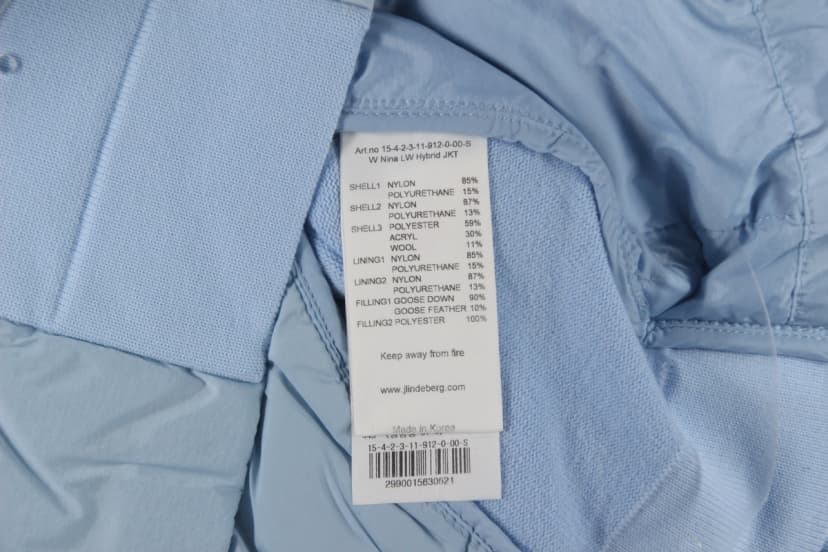 Art.no 15-4-2-3-11-912-0-00-S
W Nina LW Hybrid JKT
SHELL1 NYLON 85%
POLYURETHANE 15%
SHELL2 NYLON 87%
POLYURETHANE 13%
SHELL3 POLYESTER 59%
ACRYL 30%
WOOL 11%
LINING1 NYLON 85%
POLYURETHANE 15%
LINING2 NYLON 87%
POLYURETHANE 13%
FILLING1 GOOSE DOWN 90%
GOOSE FEATHER 10%
FILLING2 POLYESTER 100%
Keep away from fire
www.jlindeberg.com
Made in Korea
15-4-2-3-11-912-0-00-S
2990015630621